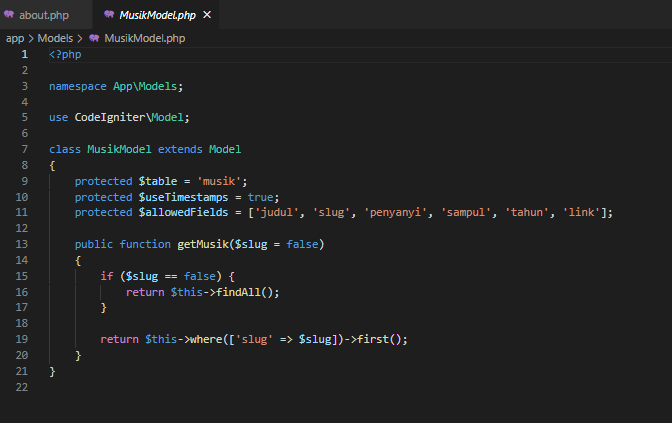 about.php MusikModel.php ×
app > Models > MusikModel.php
1 <?php
2
3 namespace App\Models;
4
5 use CodeIgniter\Model;
6
7 class MusikModel extends Model
8 {
9     protected $table = 'musik';
10     protected $useTimestamps = true;
11     protected $allowedFields = ['judul', 'slug', 'penyanyi', 'sampul', 'tahun', 'link'];
12
13     public function getMusik($slug = false)
14     {
15         if ($slug == false) {
16             return $this->findAll();
17         }
18
19         return $this->where(['slug' => $slug])->first();
20     }
21 }
22